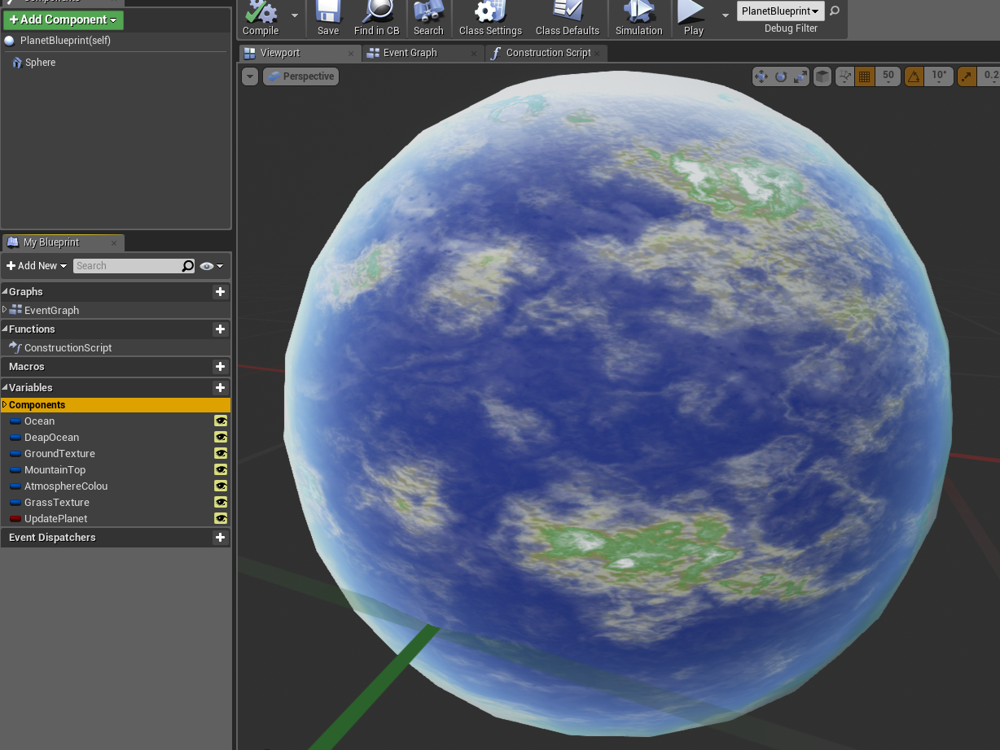 + Add Component
PlanetBlueprint(self)
Sphere
My Blueprint
+ Add New
Search
Graphs
EventGraph
Functions
ConstructionScript
Macros
Variables
Components
Ocean
DeapOcean
GroundTexture
MountainTop
AtmosphereColou
GrassTexture
UpdatePlanet
Event Dispatchers
Compile
Save
Find in CB
Search
Class Settings
Class Defaults
Simulation
Play
PlanetBlueprint
Debug Filter
Viewport
Event Graph
Construction Script
Perspective
50
10°
0.2